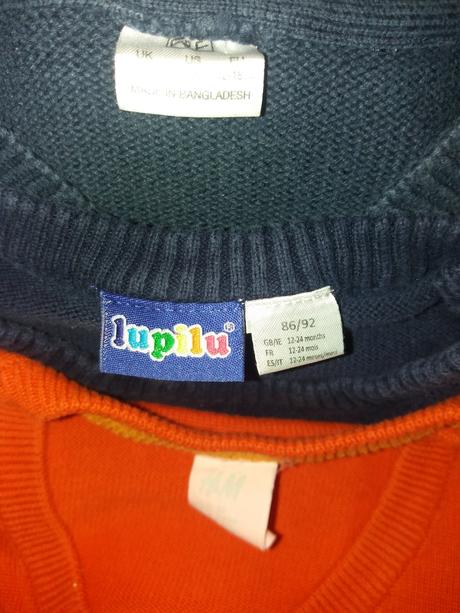 UK US EU
MADE IN BANGLADESH
lupilu®
86/92
GB/IE 12-24 months
FR 12-24 mois
ES/IT 12-24 meses/mesi
H&M